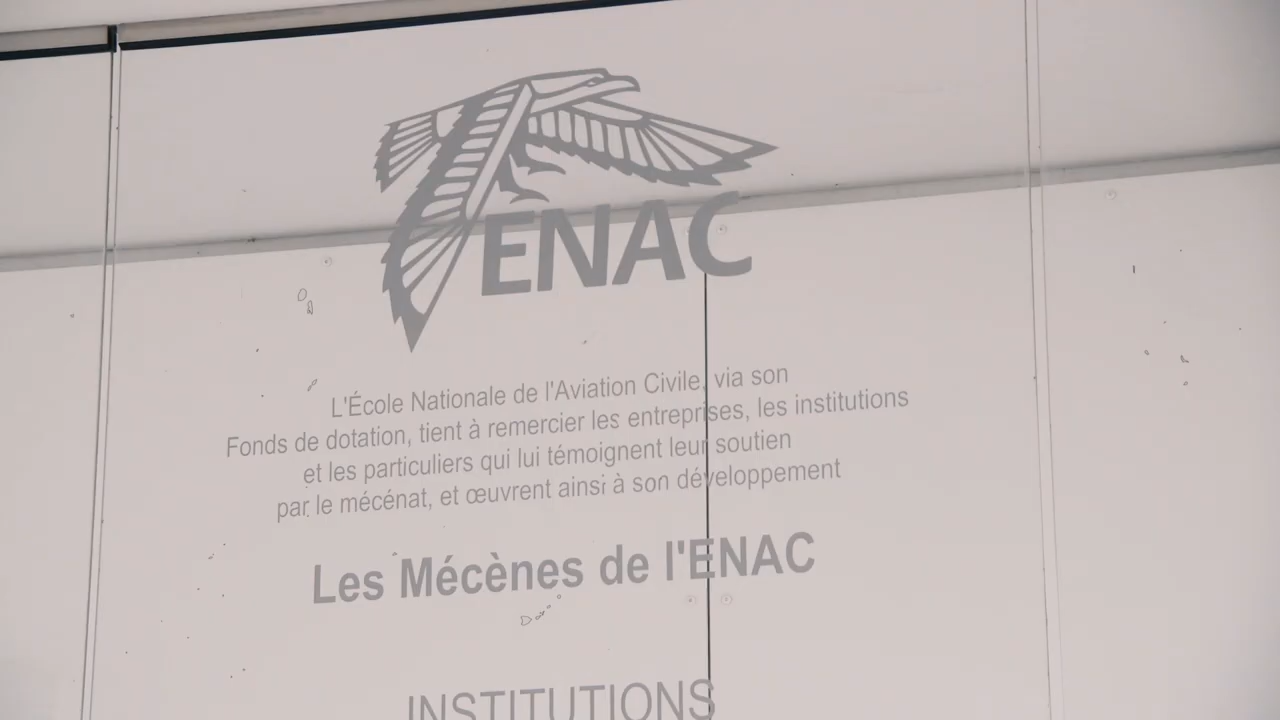 ENAC
L'École Nationale de l'Aviation Civile, via son
Fonds de dotation, tient à remercier les entreprises, les institutions
et les particuliers qui lui témoignent leur soutien
par le mécénat, et œuvrent ainsi à son développement
Les Mécènes de l'ENAC
INSTITUTIONS